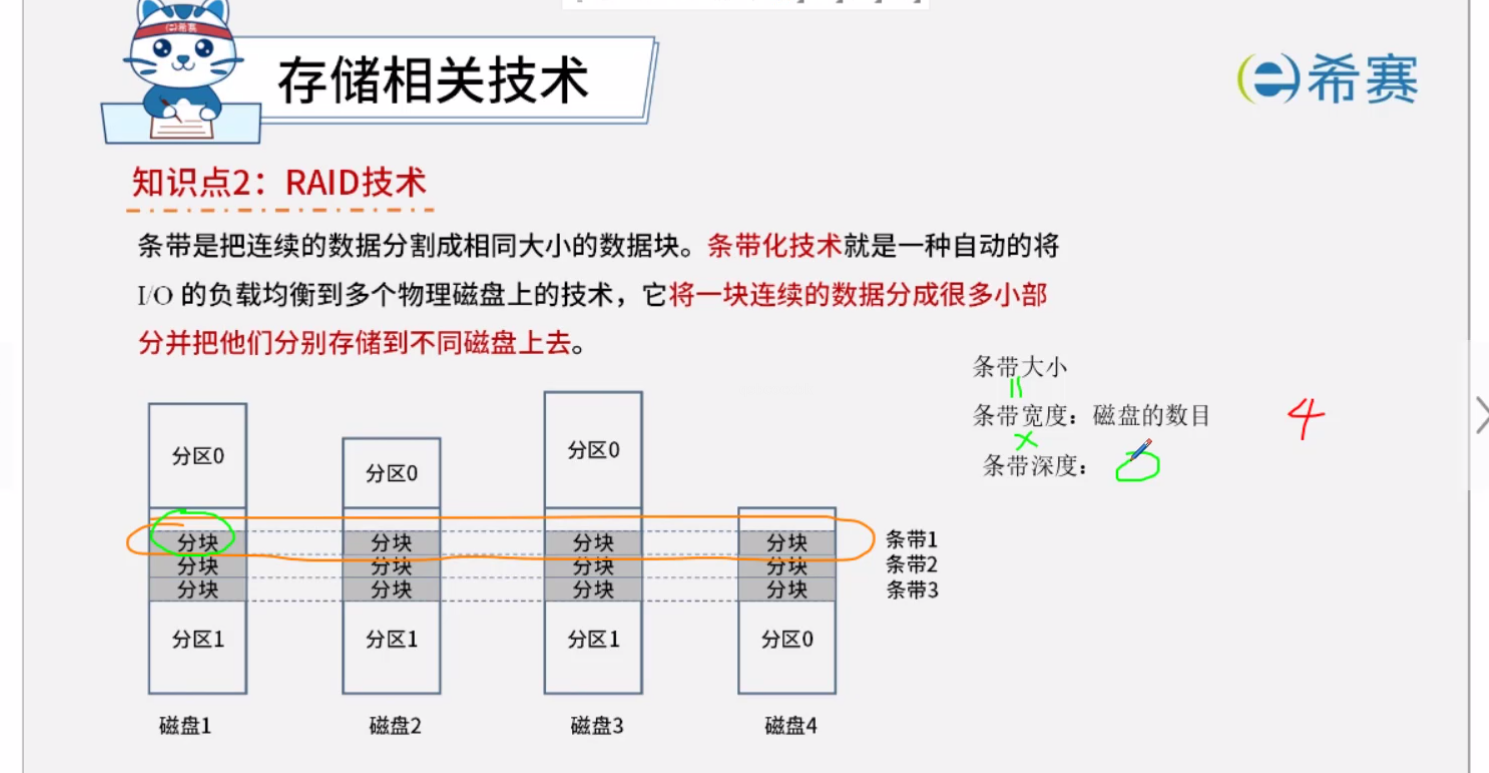 希赛
存储相关技术
希赛
知识点2：RAID技术
条带是把连续的数据分割成相同大小的数据块。条带化技术就是一种自动的将
I/O 的负载均衡到多个物理磁盘上的技术，它将一块连续的数据分成很多小部
分并把他们分别存储到不同磁盘上去。
条带大小
=
条带宽度：磁盘的数目 4
×
条带深度：
分区0 分区0 分区0
分块 分块 分块 分块 条带1
分块 分块 分块 分块 条带2
分块 分块 分块 分块 条带3
分区1 分区1 分区1 分区0
磁盘1 磁盘2 磁盘3 磁盘4